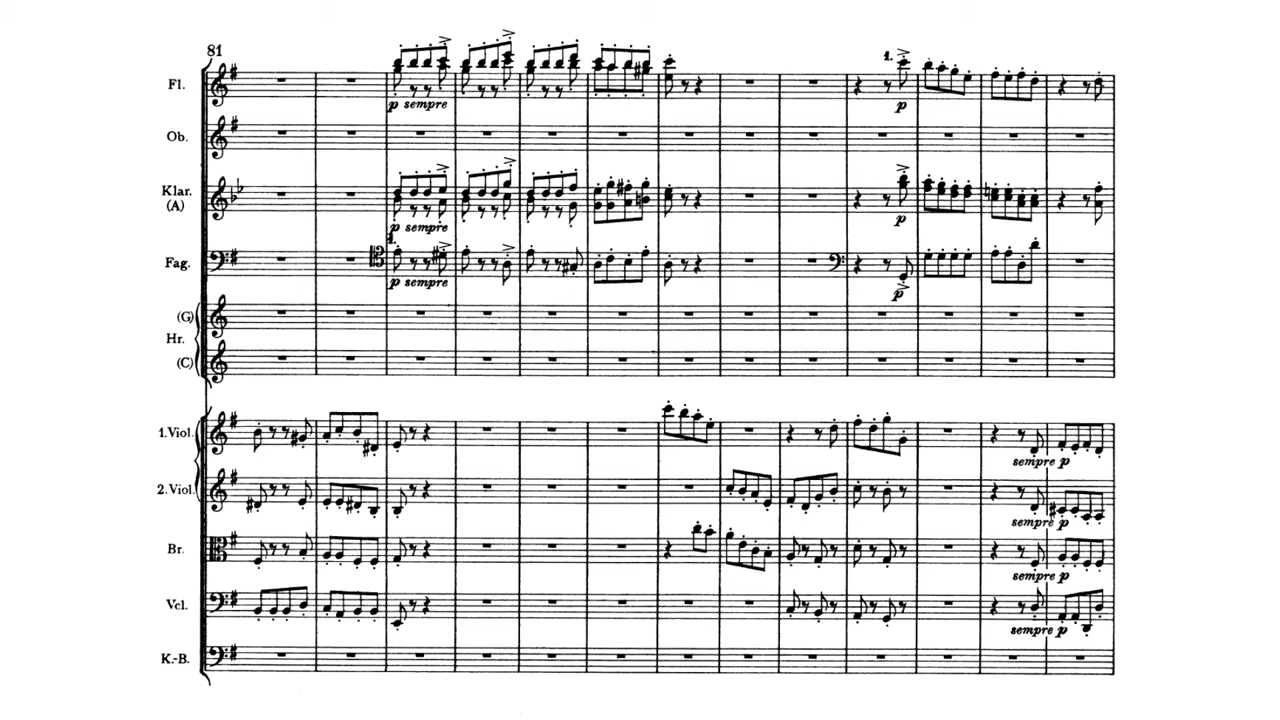 81
Fl.
p sempre
1.
p
Ob.
Klar.
(A)
p sempre
p
1.
Fag.
p sempre
p
(G)
Hr.
(C)
1.Viol.
sempre p
2.Viol.
sempre p
Br.
sempre p
Vcl.
sempre p
K.-B.